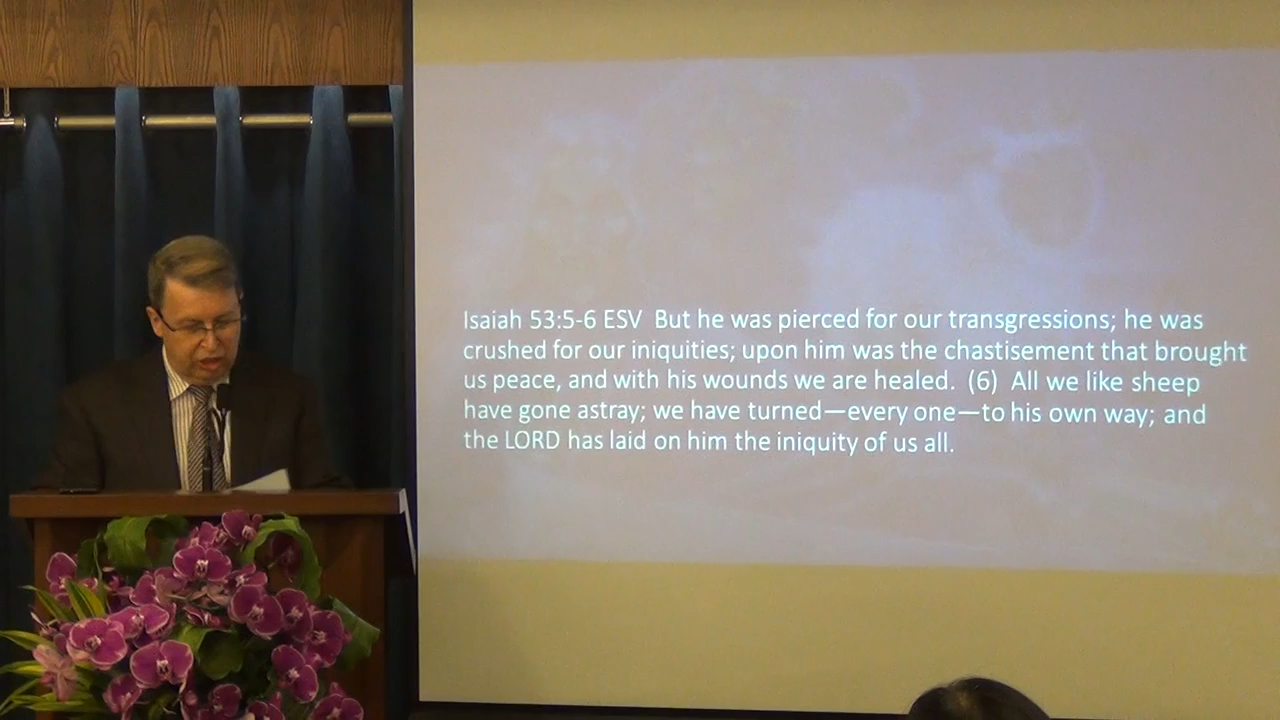 Isaiah 53:5-6 ESV  But he was pierced for our transgressions; he was
crushed for our iniquities; upon him was the chastisement that brought
us peace, and with his wounds we are healed.  (6)  All we like sheep
have gone astray; we have turned—every one—to his own way; and
the LORD has laid on him the iniquity of us all.